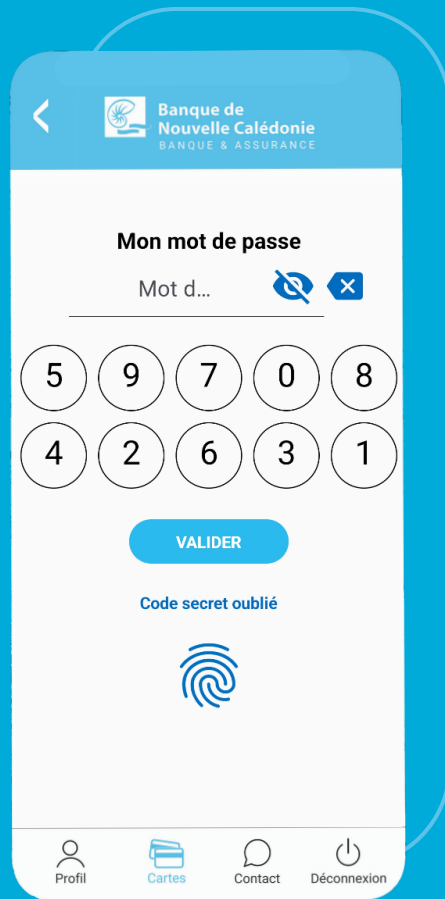 Banque de
Nouvelle Calédonie
BANQUE & ASSURANCE
Mon mot de passe
Mot d...
5 9 7 0 8
4 2 6 3 1
VALIDER
Code secret oublié
Profil Cartes Contact Déconnexion